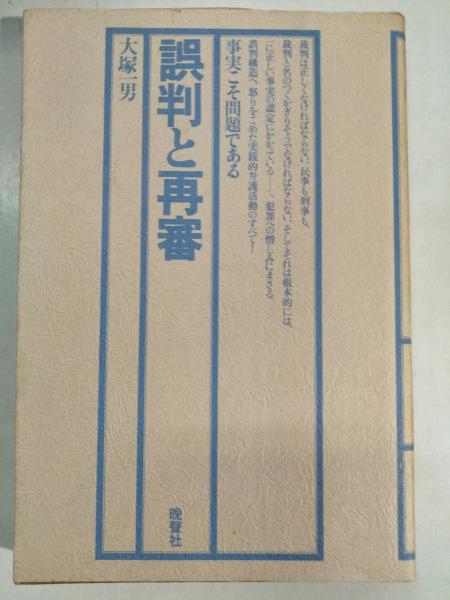 裁判は正しくなければならない。民事も刑事も、
裁判と名のつくかぎりそうでなければならない。そしてそれは根本的には、
一に正しい事実の認定にかかっている——。犯罪への憎しみにまさる
誤判構造へ、怒りをこめた実践的弁護活動のすべて!
事実こそ問題である
誤判と再審
大塚一男
晩聲社